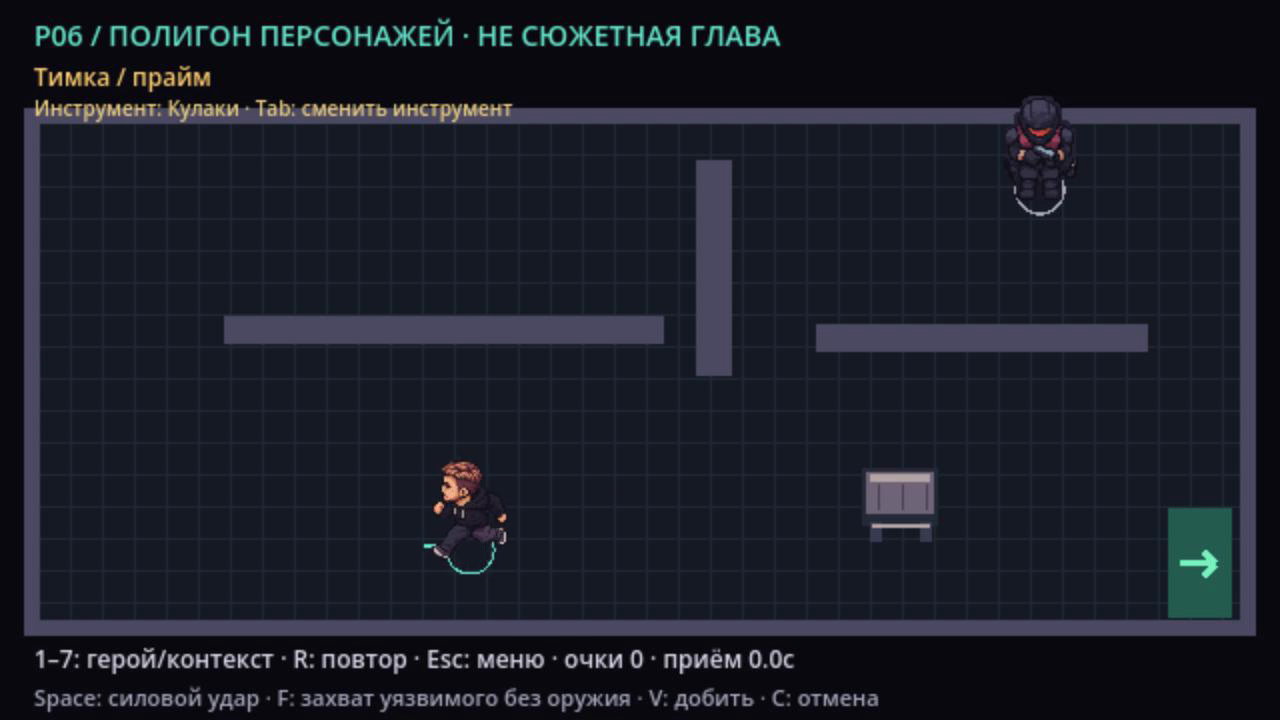 P06 / ПОЛИГОН ПЕРСОНАЖЕЙ · НЕ СЮЖЕТНАЯ ГЛАВА
Тимка / прайм
Инструмент: Кулаки · Tab: сменить инструмент
1–7: герой/контекст · R: повтор · Esc: меню · очки 0 · приём 0.0с
Space: силовой удар · F: захват уязвимого без оружия · V: добить · C: отмена